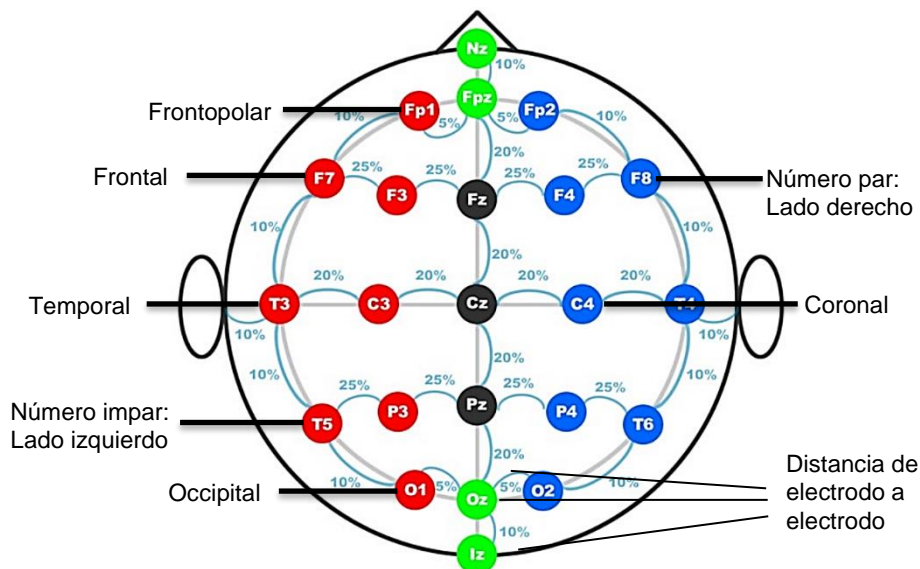 Nz
10%
Fpz
Fp1
Fp2
Frontopolar
10%
5%
5%
10%
20%
25%
25%
25%
25%
Frontal
F7
F3
Fz
F4
F8
Número par:
Lado derecho
10%
20%
10%
20%
20%
20%
20%
Temporal
T3
C3
Cz
C4
T4
Coronal
10%
10%
10%
20%
10%
25%
25%
25%
25%
Número impar:
Lado izquierdo
T5
P3
Pz
P4
T6
10%
20%
10%
Occipital
O1
5%
Oz
5%
O2
Distancia de
electrodo a
electrodo
10%
Iz